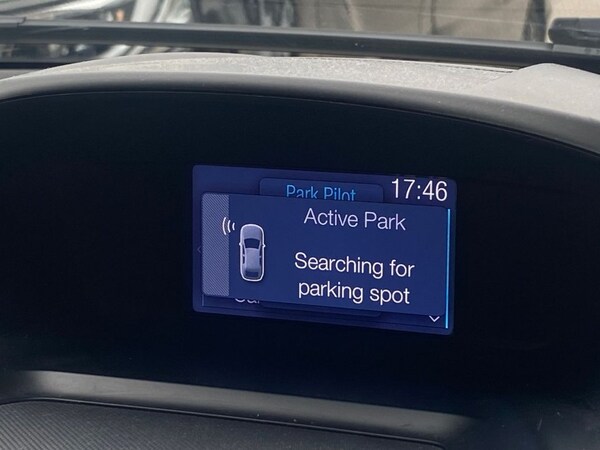 Park Pilot
17:46
Active Park
Searching for
parking spot